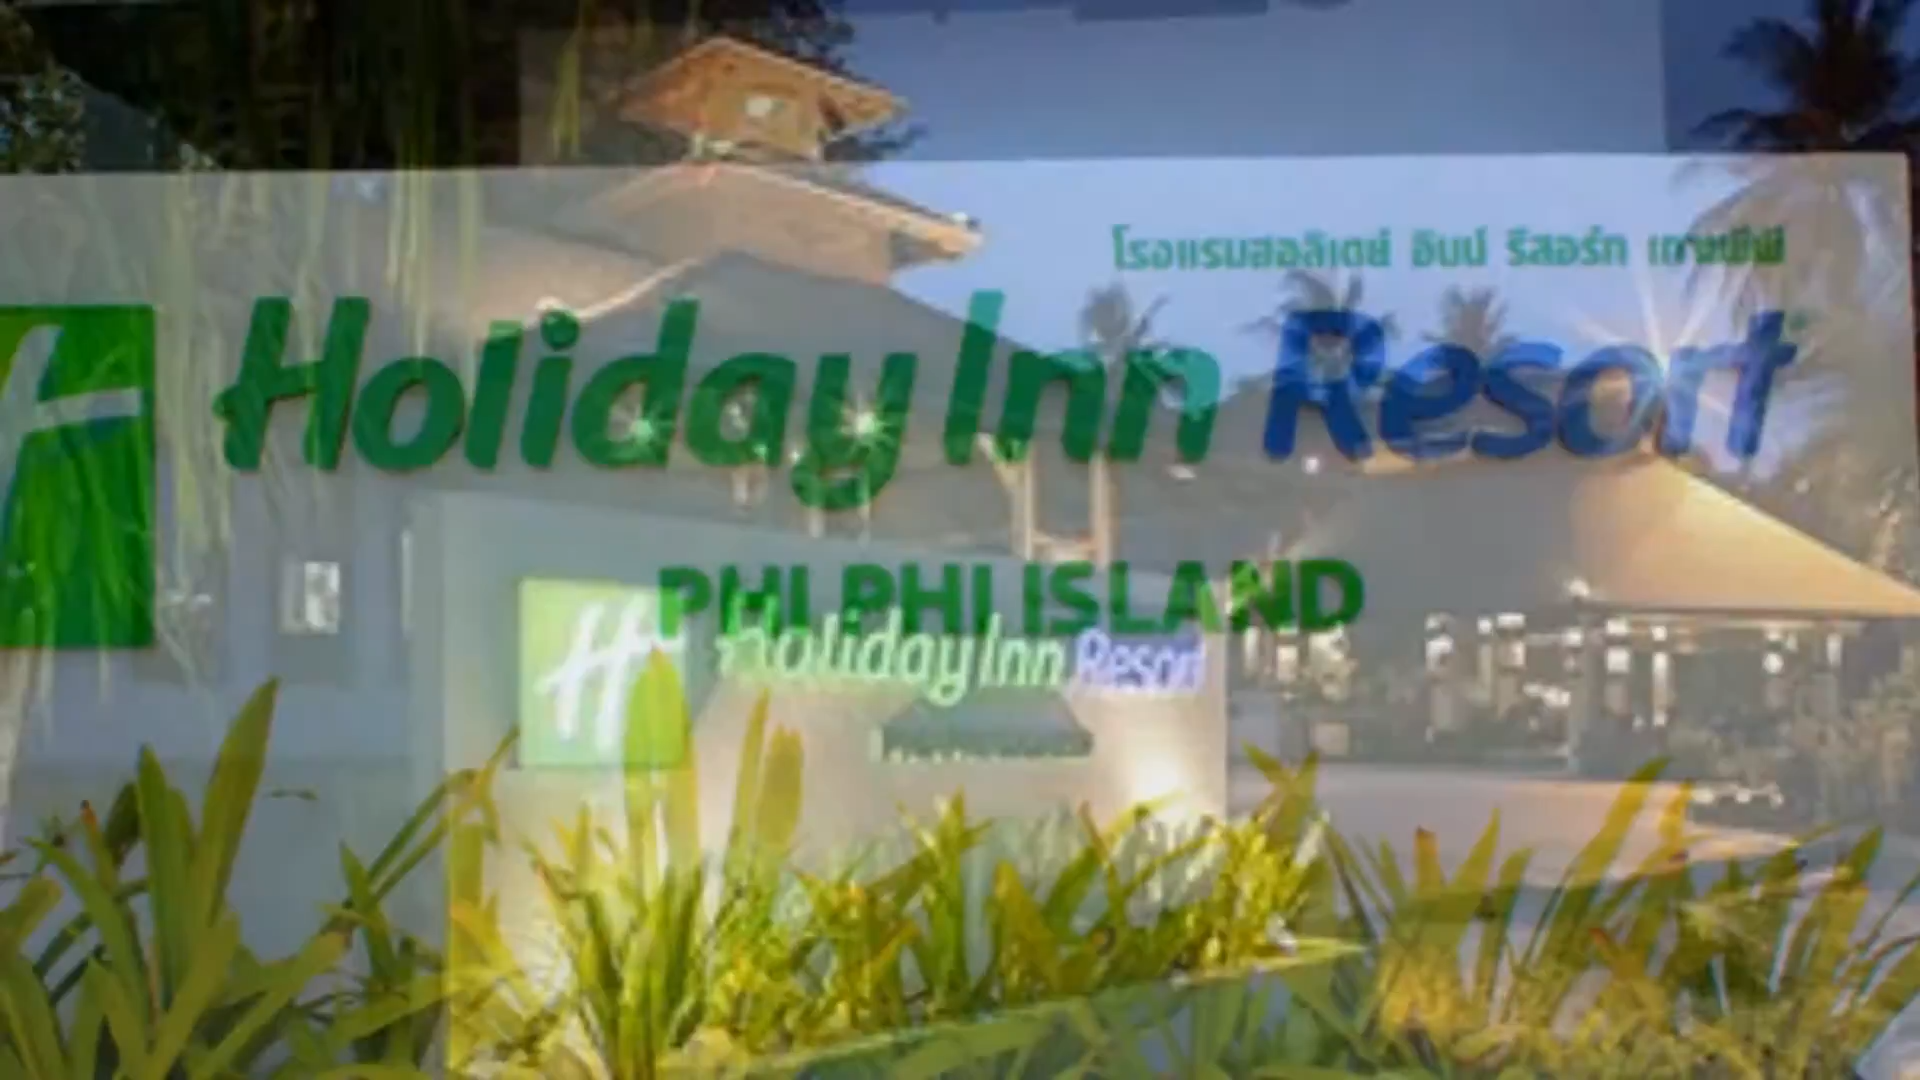 โรงแรมฮอลิเดย์ อินน์ รีสอร์ท เกาะพีพี
Holiday Inn Resort
PHI PHI ISLAND
H
Holiday Inn Resort